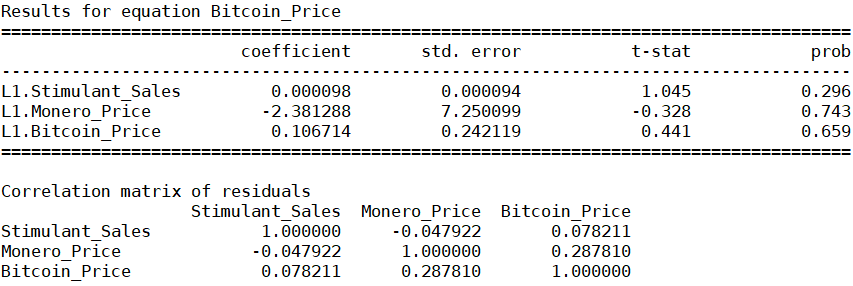 Results for equation Bitcoin_Price
=====================================================================================
                        coefficient       std. error           t-stat            prob
-------------------------------------------------------------------------------------
L1.Stimulant_Sales         0.000098         0.000094            1.045           0.296
L1.Monero_Price           -2.381288         7.250099           -0.328           0.743
L1.Bitcoin_Price           0.106714         0.242119            0.441           0.659
=====================================================================================

Correlation matrix of residuals
                   Stimulant_Sales  Monero_Price  Bitcoin_Price
Stimulant_Sales           1.000000     -0.047922       0.078211
Monero_Price             -0.047922      1.000000       0.287810
Bitcoin_Price             0.078211      0.287810       1.000000